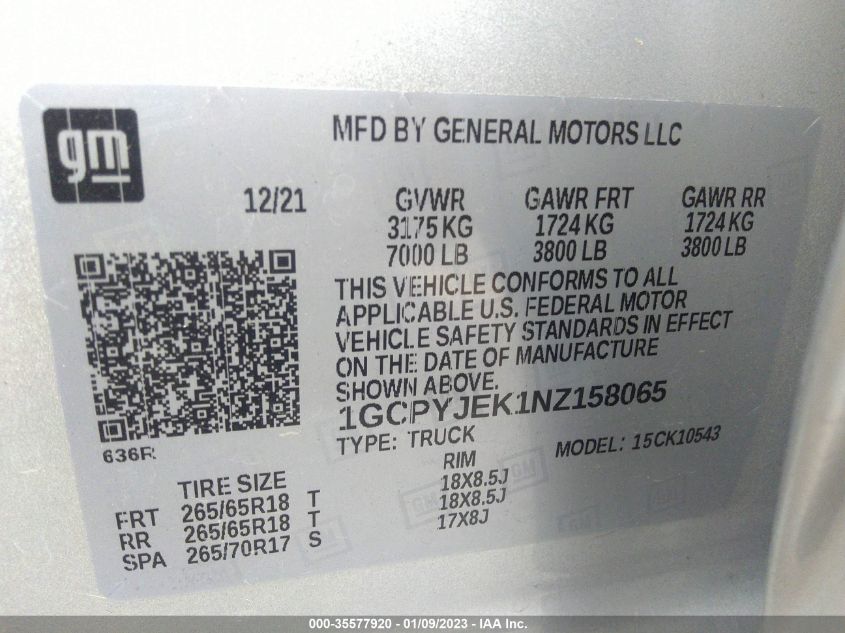 gm
MFD BY GENERAL MOTORS LLC
12/21 GVWR GAWR FRT GAWR RR
3175 KG 1724 KG 1724 KG
7000 LB 3800 LB 3800 LB
THIS VEHICLE CONFORMS TO ALL
APPLICABLE U.S. FEDERAL MOTOR
VEHICLE SAFETY STANDARDS IN EFFECT
ON THE DATE OF MANUFACTURE
SHOWN ABOVE.
1GCPYJEK1NZ158065
TYPE: TRUCK MODEL: 15CK10543
636R
TIRE SIZE RIM
FRT 265/65R18 T 18X8.5J
RR 265/65R18 T 18X8.5J
SPA 265/70R17 S 17X8J
000-35577920 - 01/09/2023 - IAA Inc.